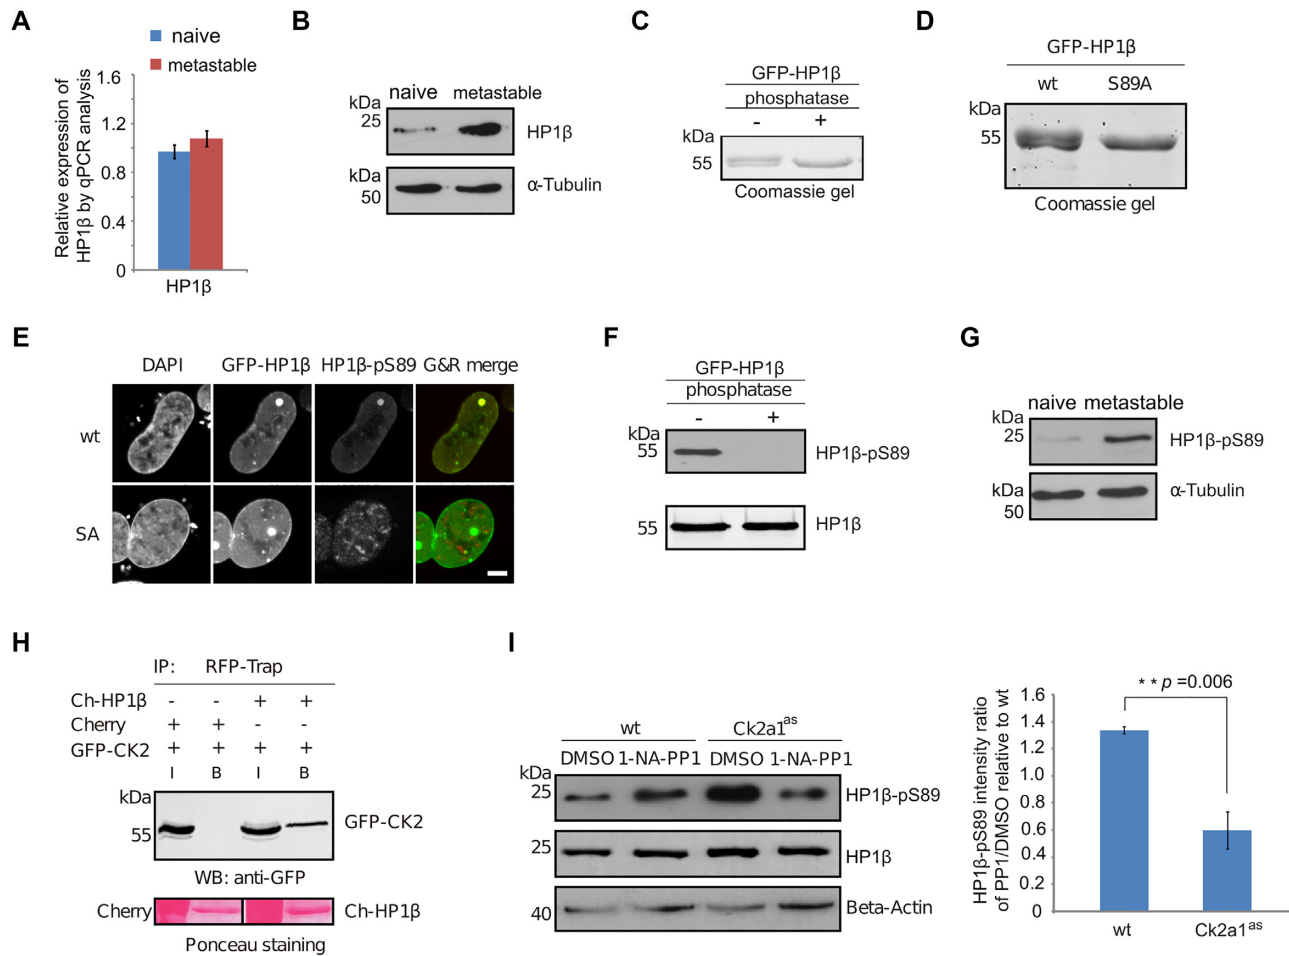 A
naive
metastable
Relative expression of
HP1β by qPCR analysis
1.6
1.2
0.8
0.4
0
HP1β
B
naive metastable
kDa
25
HP1β
kDa
50
α-Tubulin
C
GFP-HP1β
phosphatase
- +
kDa
55
Coomassie gel
D
GFP-HP1β
wt S89A
kDa
55
Coomassie gel
E
DAPI GFP-HP1β HP1β-pS89 G&R merge
wt
SA
F
GFP-HP1β
phosphatase
- +
kDa
55
HP1β-pS89
55
HP1β
G
naive metastable
kDa
25
HP1β-pS89
kDa
50
α-Tubulin
H
IP: RFP-Trap
Ch-HP1β - - + +
Cherry + + - -
GFP-CK2 + + + +
I B I B
kDa
55
GFP-CK2
WB: anti-GFP
Cherry Ch-HP1β
Ponceau staining
I
wt Ck2a1as
DMSO 1-NA-PP1 DMSO 1-NA-PP1
kDa
25
HP1β-pS89
25
HP1β
40
Beta-Actin
HP1β-pS89 intensity ratio
of PP1/DMSO relative to wt
1.6
1.4
1.2
1.0
0.8
0.6
0.4
0.2
0
**p =0.006
wt Ck2a1as